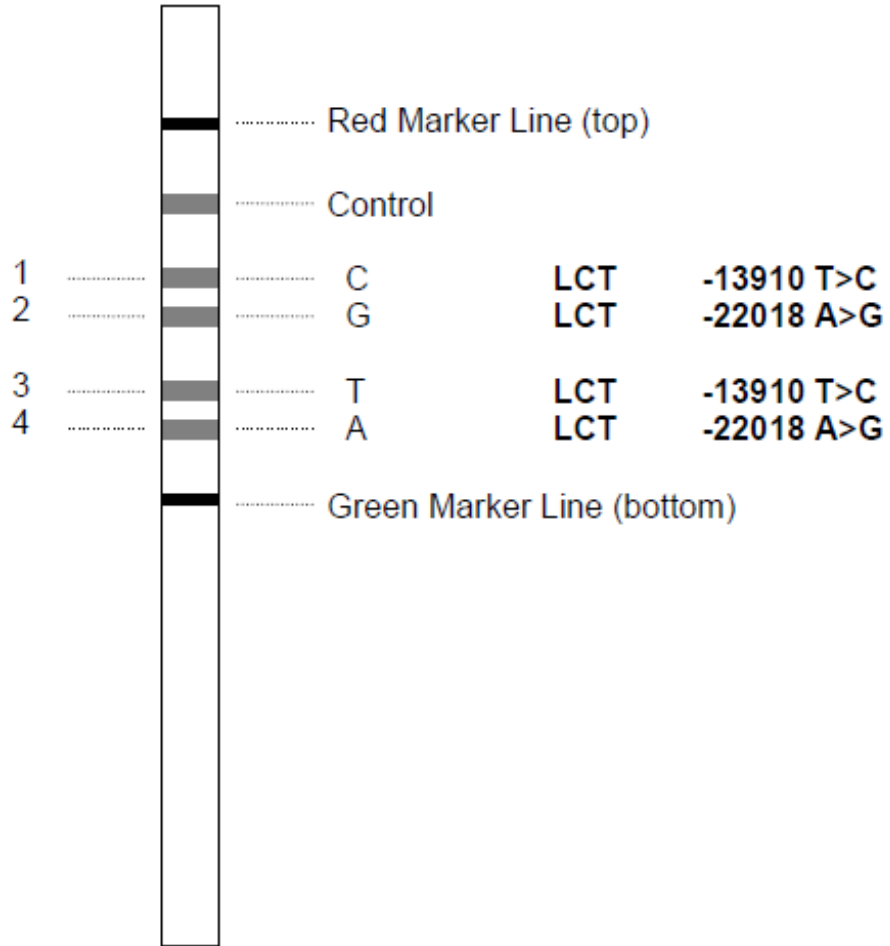 Red Marker Line (top)
Control
1 C LCT -13910 T>C
2 G LCT -22018 A>G
3 T LCT -13910 T>C
4 A LCT -22018 A>G
Green Marker Line (bottom)